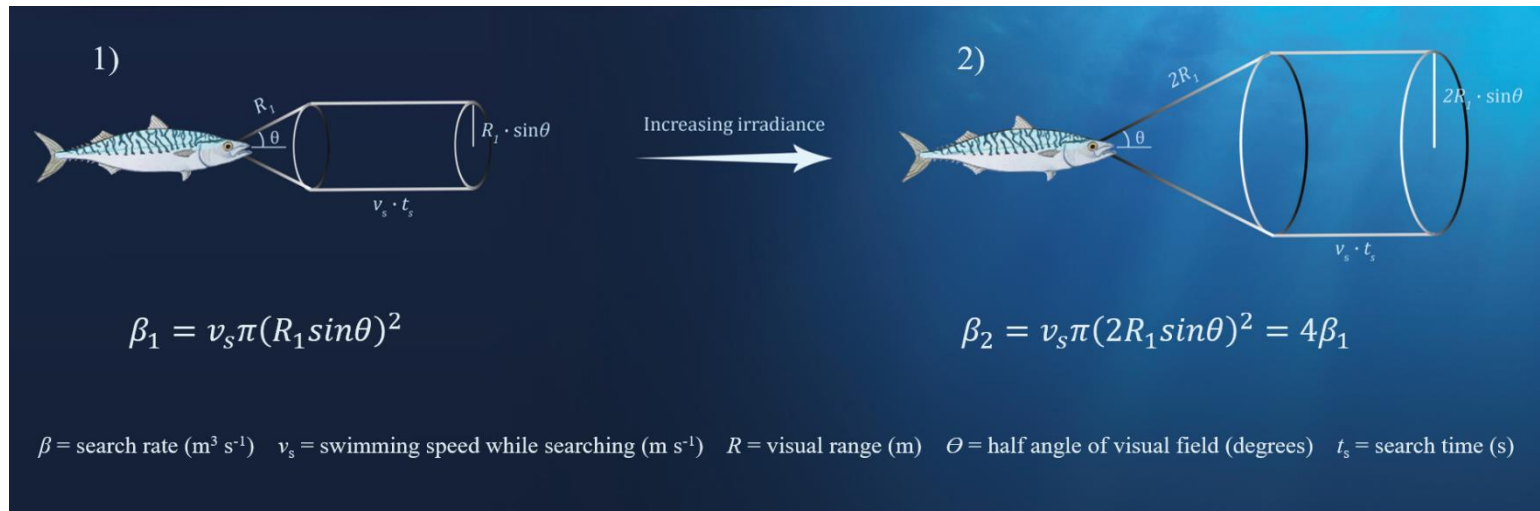 1)
R₁
θ
R₁ · sinθ
vₛ · tₛ
Increasing irradiance
2)
2R₁
θ
2R₁ · sinθ
vₛ · tₛ
β₁ = vₛπ(R₁sinθ)²
β₂ = vₛπ(2R₁sinθ)² = 4β₁
β = search rate (m³ s⁻¹) vₛ = swimming speed while searching (m s⁻¹) R = visual range (m) Θ = half angle of visual field (degrees) tₛ = search time (s)